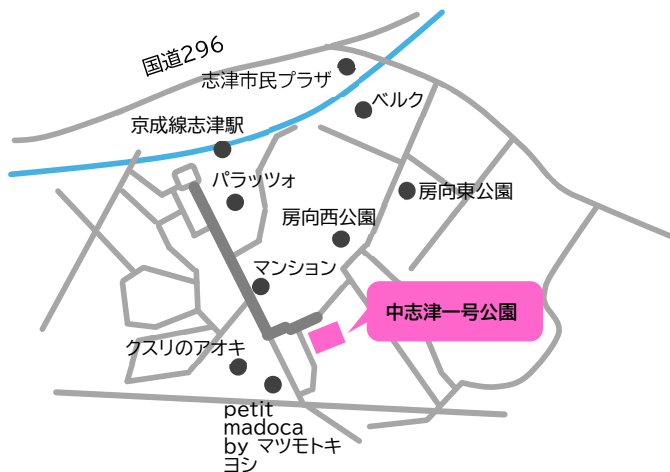 国道296
志津市民プラザ
ベルク
京成線志津駅
パラッツォ
房向東公園
房向西公園
マンション
中志津一号公園
クスリのアオキ
petit
madoca
by マツモトキ
ヨシ